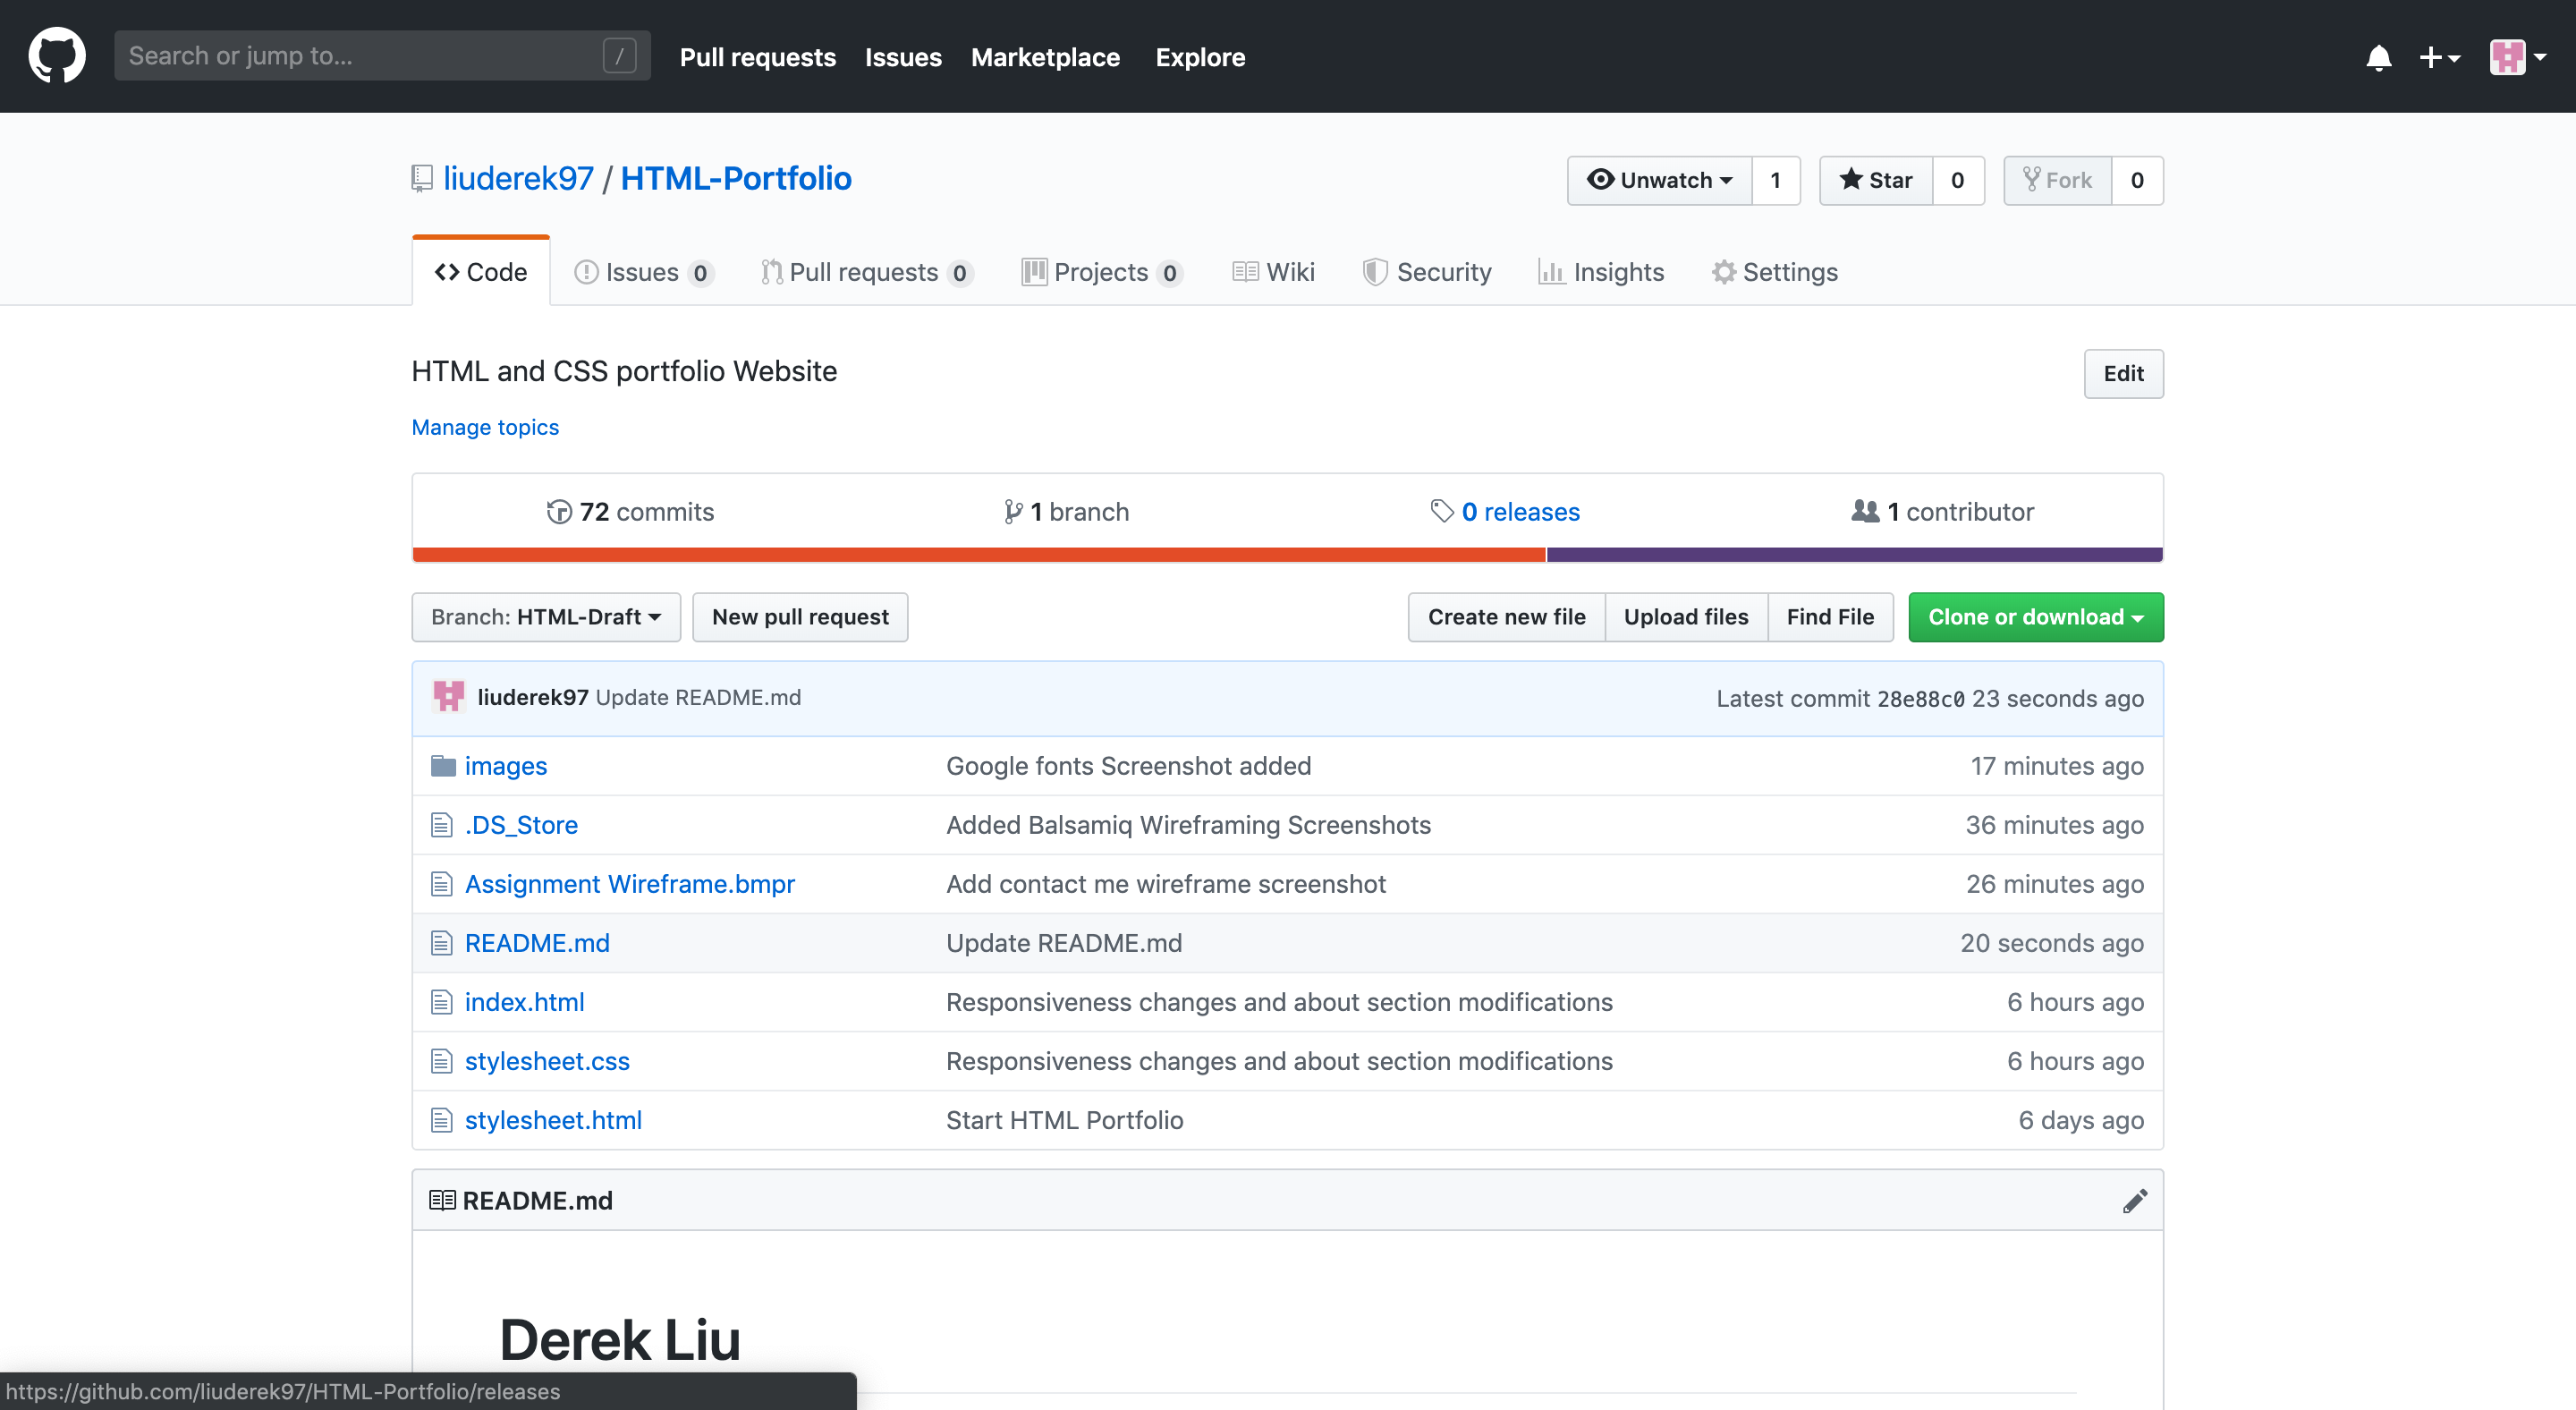 Search or jump to... / Pull requests Issues Marketplace Explore
liuderek97 / HTML-Portfolio Unwatch 1 Star 0 Fork 0
Code Issues 0 Pull requests 0 Projects 0 Wiki Security Insights Settings
HTML and CSS portfolio Website Edit
Manage topics
72 commits 1 branch 0 releases 1 contributor
Branch: HTML-Draft New pull request Create new file Upload files Find File Clone or download
liuderek97 Update README.md Latest commit 28e88c0 23 seconds ago
images Google fonts Screenshot added 17 minutes ago
.DS_Store Added Balsamiq Wireframing Screenshots 36 minutes ago
Assignment Wireframe.bmpr Add contact me wireframe screenshot 26 minutes ago
README.md Update README.md 20 seconds ago
index.html Responsiveness changes and about section modifications 6 hours ago
stylesheet.css Responsiveness changes and about section modifications 6 hours ago
stylesheet.html Start HTML Portfolio 6 days ago
README.md
Derek Liu
https://github.com/liuderek97/HTML-Portfolio/releases